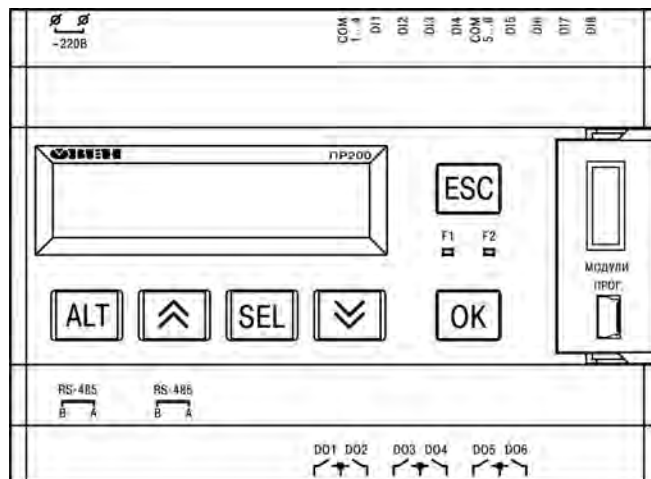 ~220В
COM 1...4 DI1 DI2 DI3 DI4 COM 5...8 DI5 DI6 DI7 DI8
ОВЕН ПР200
ESC
F1 F2
МОДУЛИ
ПРОГ.
ALT SEL OK
RS-485 RS-485
B A B A
DO1 DO2 DO3 DO4 DO5 DO6